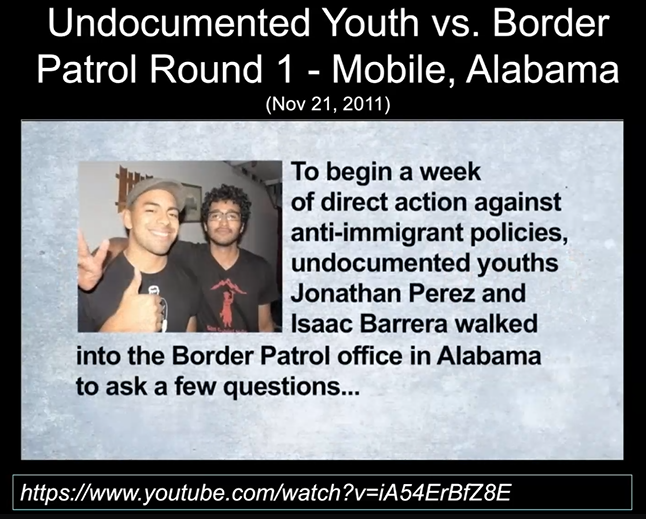 Undocumented Youth vs. Border
Patrol Round 1 - Mobile, Alabama
(Nov 21, 2011)
To begin a week
of direct action against
anti-immigrant policies,
undocumented youths
Jonathan Perez and
Isaac Barrera walked
into the Border Patrol office in Alabama
to ask a few questions...
https://www.youtube.com/watch?v=iA54ErBfZ8E